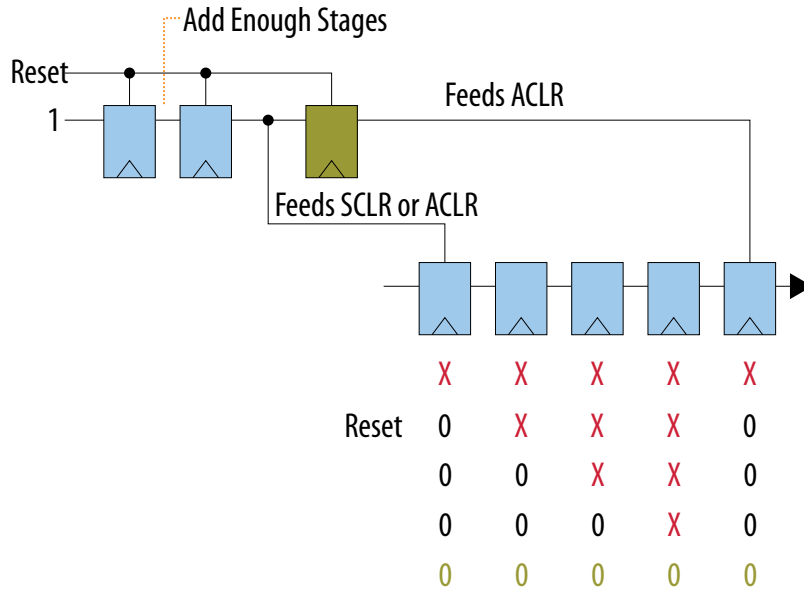 Add Enough Stages
Reset
1
Feeds ACLR
Feeds SCLR or ACLR
X X X X X
Reset 0 X X X 0
0 0 X X 0
0 0 0 X 0
0 0 0 0 0